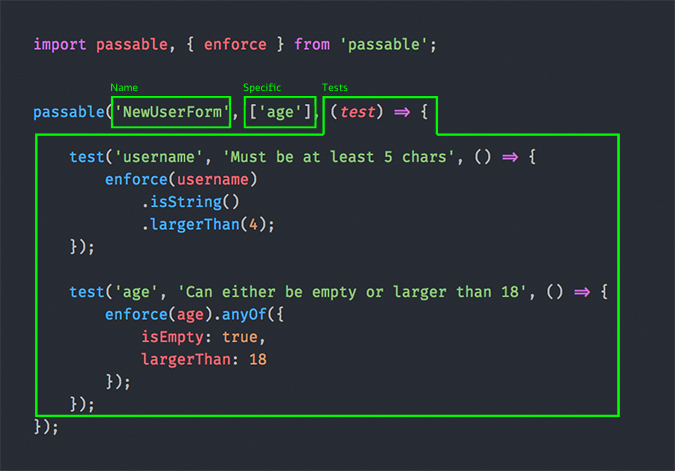 import passable, { enforce } from 'passable';
Name Specific Tests
passable('NewUserForm', ['age'], (test) => {
test('username', 'Must be at least 5 chars', () => {
enforce(username)
.isString()
.largerThan(4);
});
test('age', 'Can either be empty or larger than 18', () => {
enforce(age).anyOf({
isEmpty: true,
largerThan: 18
});
});
});